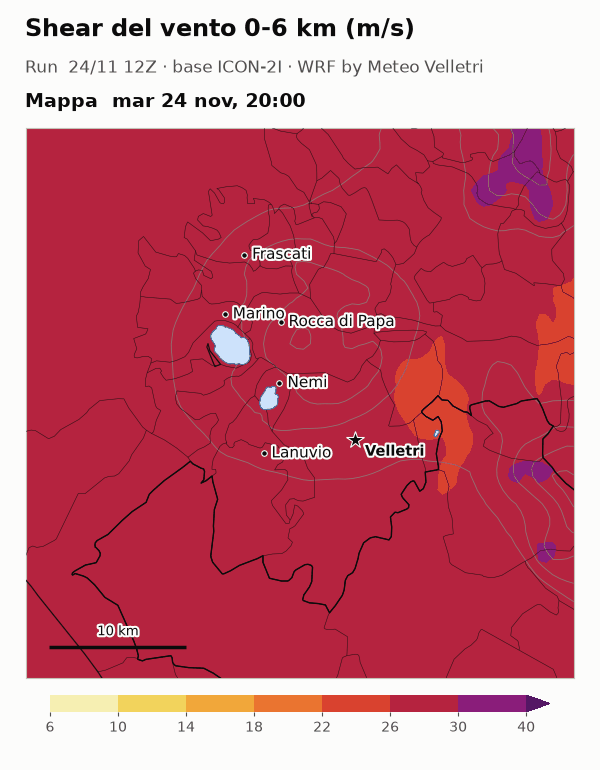 Shear del vento 0-6 km (m/s)
Run  24/11 12Z · base ICON-2I · WRF by Meteo Velletri
Mappa  mar 24 nov, 20:00
Frascati
Marino
Rocca di Papa
Nemi
Velletri
Lanuvio
10 km
6 10 14 18 22 26 30 40